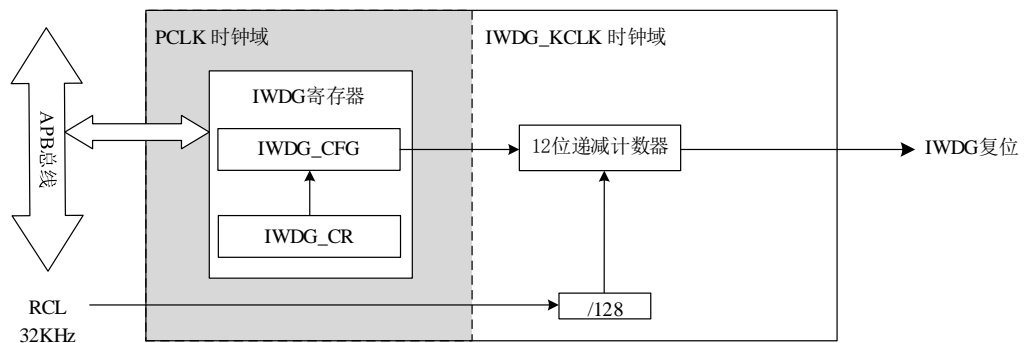 PCLK 时钟域
IWDG_KCLK 时钟域
IWDG寄存器
APB总线
IWDG_CFG
12位递减计数器
IWDG复位
IWDG_CR
RCL
32KHz
/128